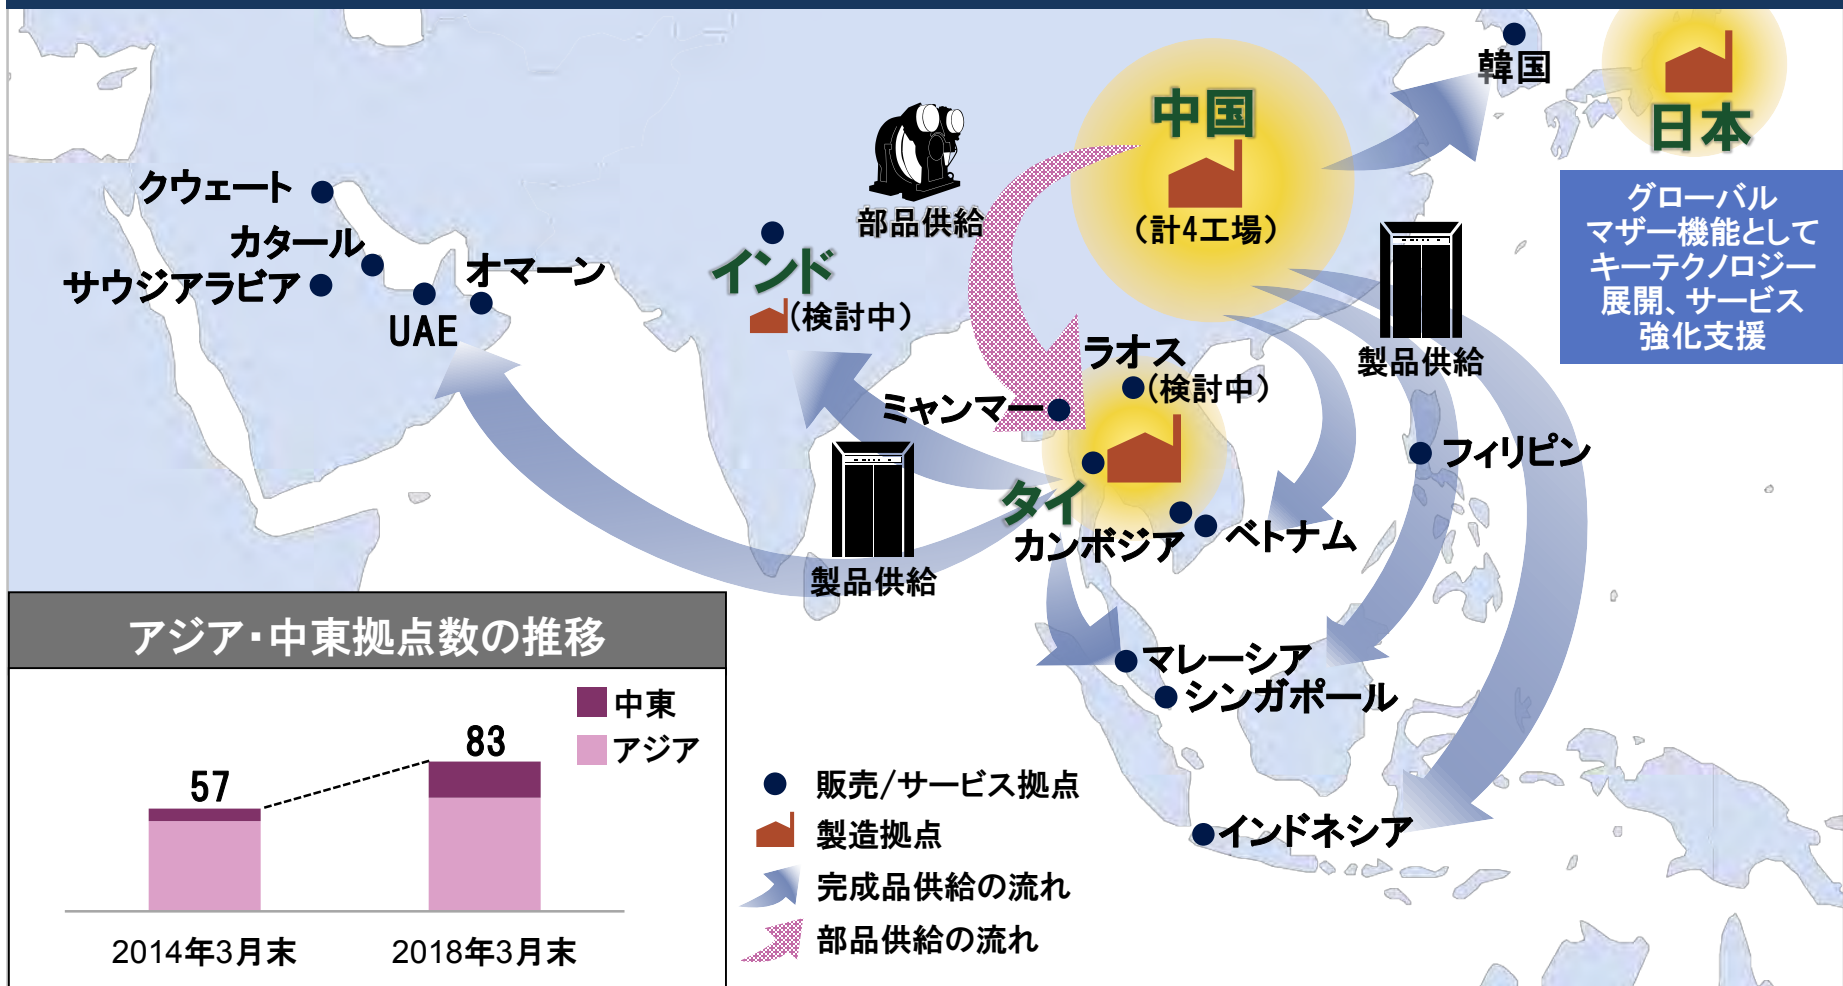 韓国
日本
中国
(計4工場)
グローバル
マザー機能として
キーテクノロジー
展開、サービス
強化支援
クウェート
カタール
サウジアラビア
オマーン
UAE
部品供給
インド
(検討中)
製品供給
ラオス
(検討中)
ミャンマー
フィリピン
タイ
カンボジア
ベトナム
製品供給
マレーシア
シンガポール
インドネシア
アジア・中東拠点数の推移
中東
アジア
57
83
2014年3月末
2018年3月末
販売/サービス拠点
製造拠点
完成品供給の流れ
部品供給の流れ